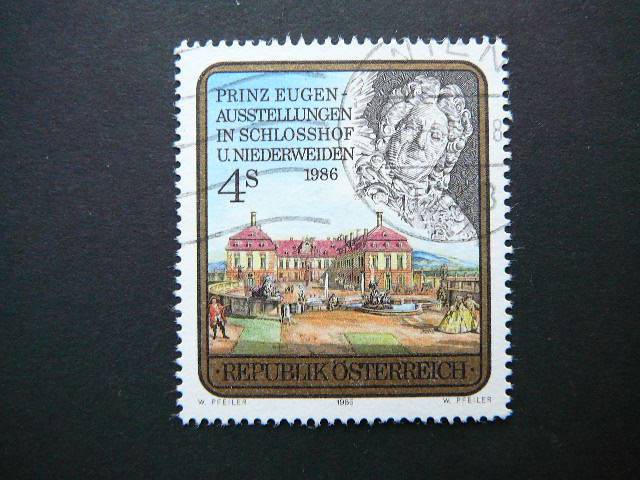 PRINZ EUGEN-
AUSSTELLUNGEN
IN SCHLOSSHOF
U. NIEDERWEIDEN
1986
4S
·REPUBLIK ÖSTERREICH·
W. PFEILER 1986 W. PFEILER